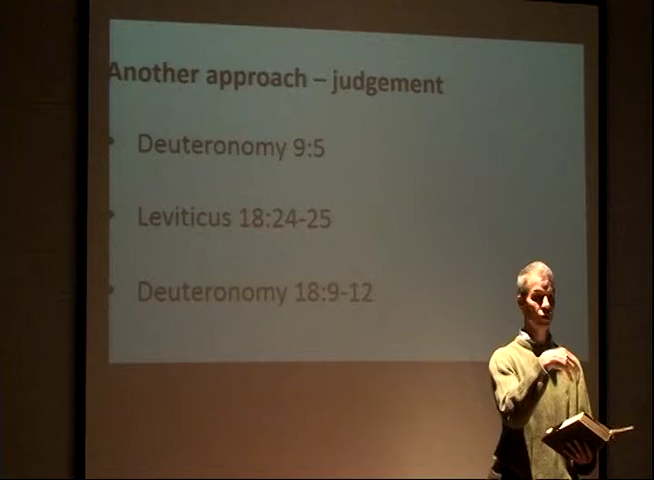 Another approach – judgement
• Deuteronomy 9:5
• Leviticus 18:24-25
• Deuteronomy 18:9-12